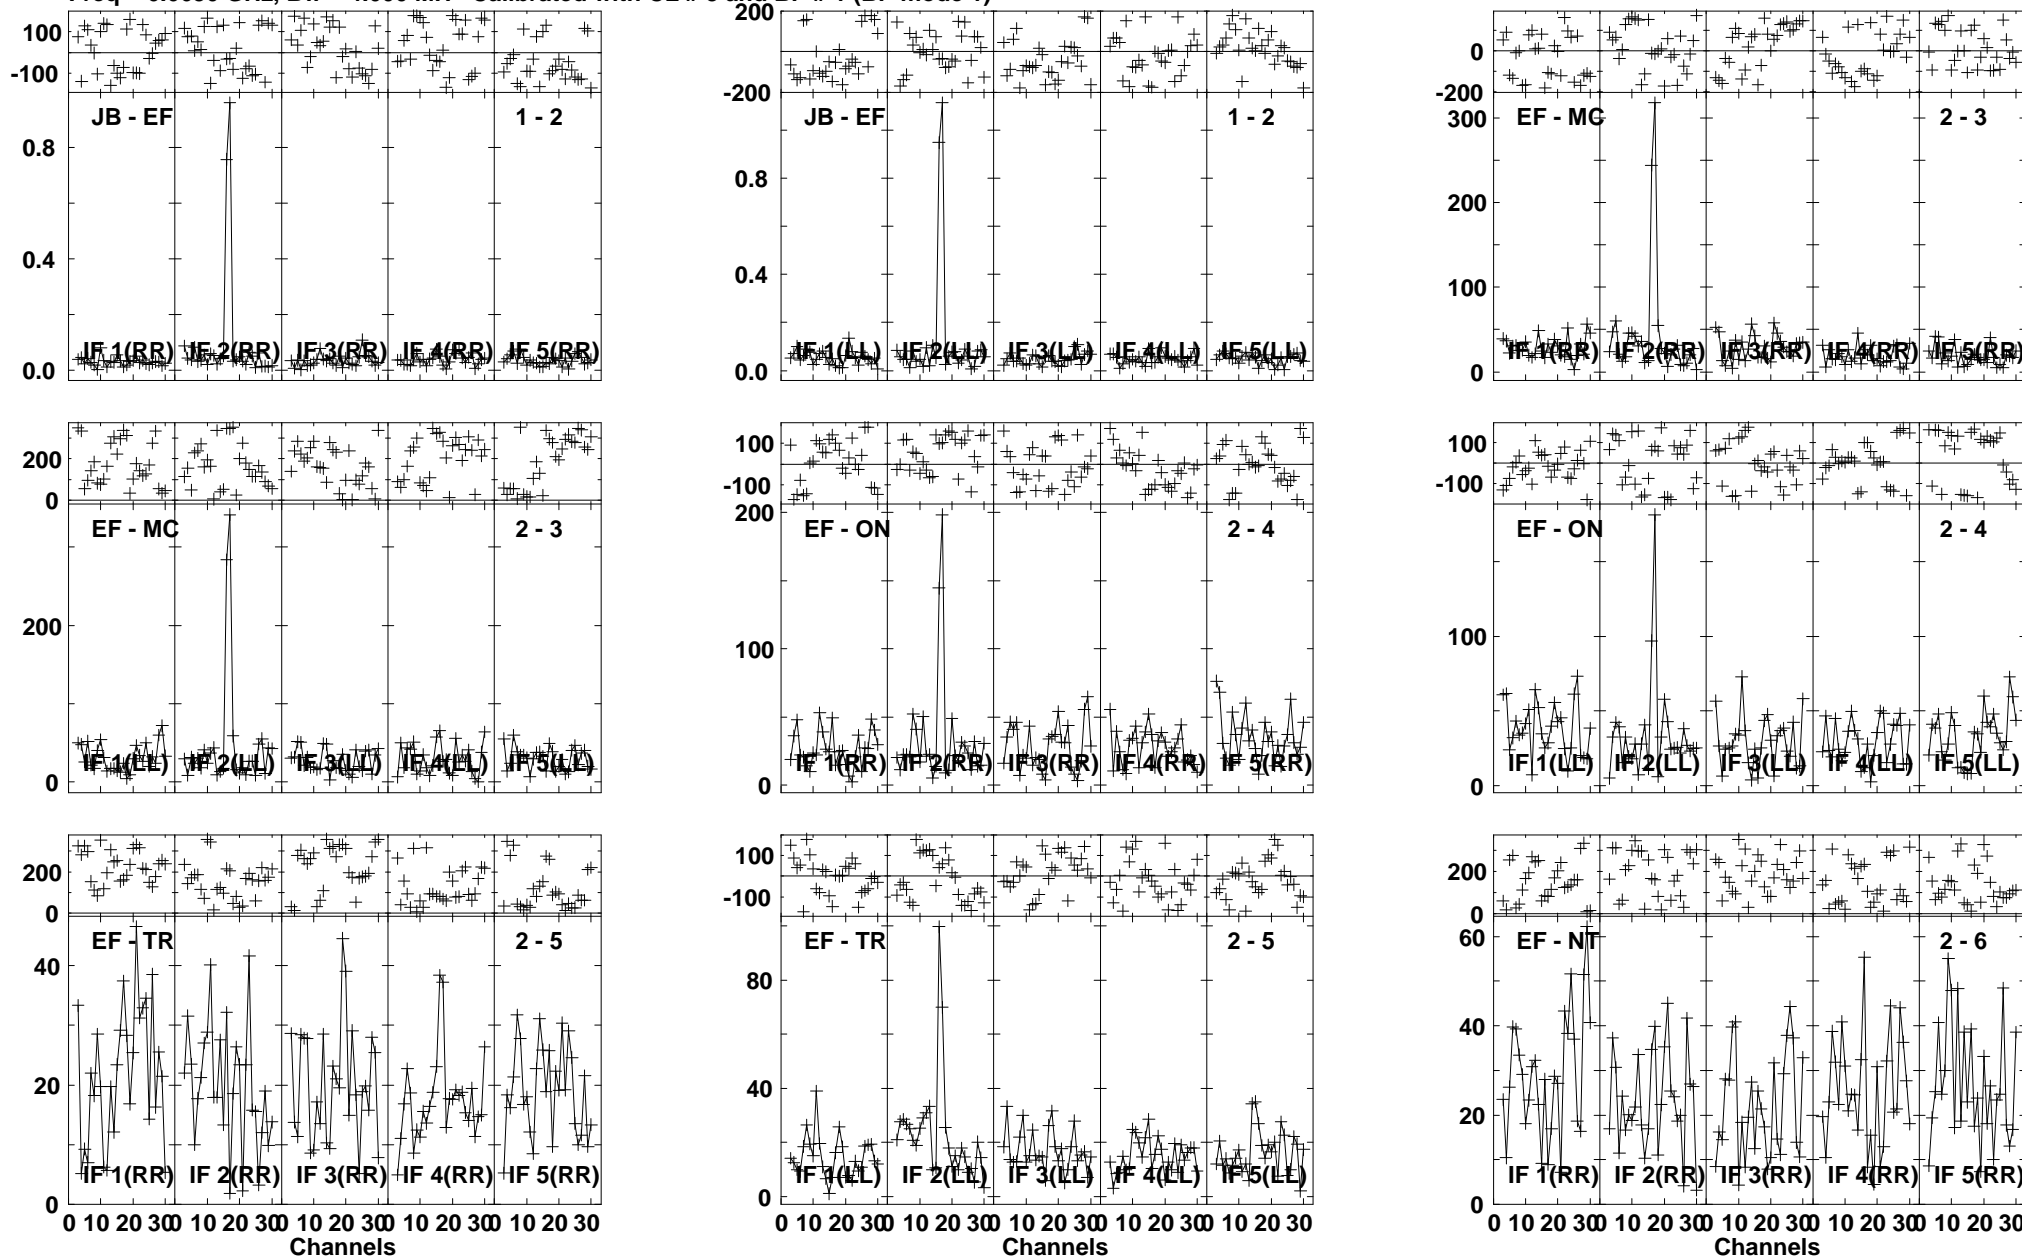 100
-100
JB - EF 1 - 2
0.8
0.4
0.0
IF 1(RR) IF 2(RR) IF 3(RR) IF 4(RR) IF 5(RR)
200
-200
JB - EF 1 - 2
0.8
0.4
0.0
IF 1(LL) IF 2(LL) IF 3(LL) IF 4(LL) IF 5(LL)
0
-200
EF - MC 2 - 3
300
200
100
0
IF 1(RR) IF 2(RR) IF 3(RR) IF 4(RR) IF 5(RR)
200
0
EF - MC 2 - 3
200
0
IF 1(LL) IF 2(LL) IF 3(LL) IF 4(LL) IF 5(LL)
100
-100
200
EF - ON 2 - 4
100
0
IF 1(RR) IF 2(RR) IF 3(RR) IF 4(RR) IF 5(RR)
100
-100
EF - ON 2 - 4
100
0
IF 1(LL) IF 2(LL) IF 3(LL) IF 4(LL) IF 5(LL)
200
0
EF - TR 2 - 5
40
20
0
IF 1(RR) IF 2(RR) IF 3(RR) IF 4(RR) IF 5(RR)
0 10 20 30 0 10 20 30 0 10 20 30 0 10 20 30 0 10 20 30
Channels
100
-100
EF - TR 2 - 5
80
40
0
IF 1(LL) IF 2(LL) IF 3(LL) IF 4(LL) IF 5(LL)
0 10 20 30 0 10 20 30 0 10 20 30 0 10 20 30 0 10 20 30
Channels
200
0
EF - NT 2 - 6
60
40
20
0
IF 1(RR) IF 2(RR) IF 3(RR) IF 4(RR) IF 5(RR)
0 10 20 30 0 10 20 30 0 10 20 30 0 10 20 30 0 10 20 30
Channels